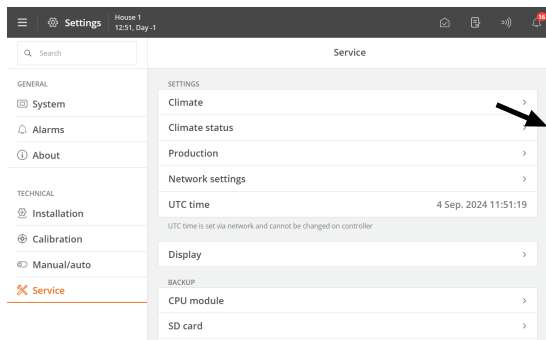 Settings
House 1
12:51, Day -1
16
Search
Service
GENERAL
System
Alarms
About
TECHNICAL
Installation
Calibration
Manual/auto
Service
SETTINGS
Climate
Climate status
Production
Network settings
UTC time 4 Sep. 2024 11:51:19
UTC time is set via network and cannot be changed on controller
Display
BACKUP
CPU module
SD card